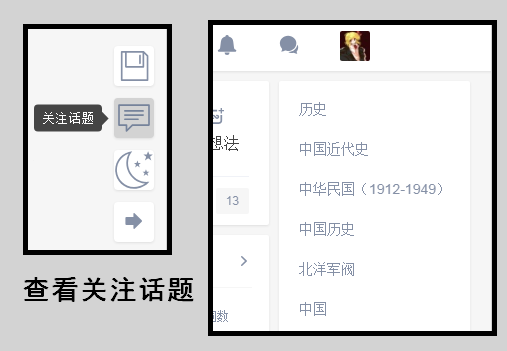 关注话题
查看关注话题
想法
13
历史
中国近代史
中华民国（1912-1949）
中国历史
北洋军阀
中国